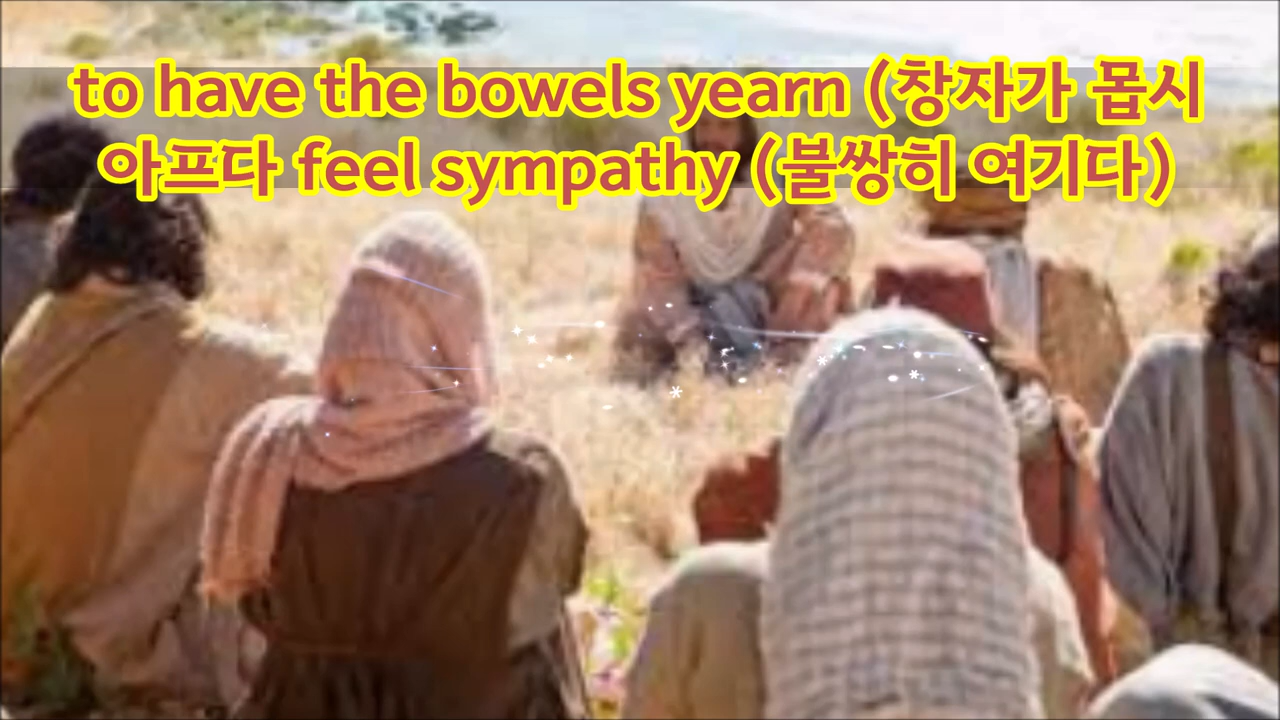 to have the bowels yearn (창자가 몹시
아프다 feel sympathy (불쌍히 여기다)